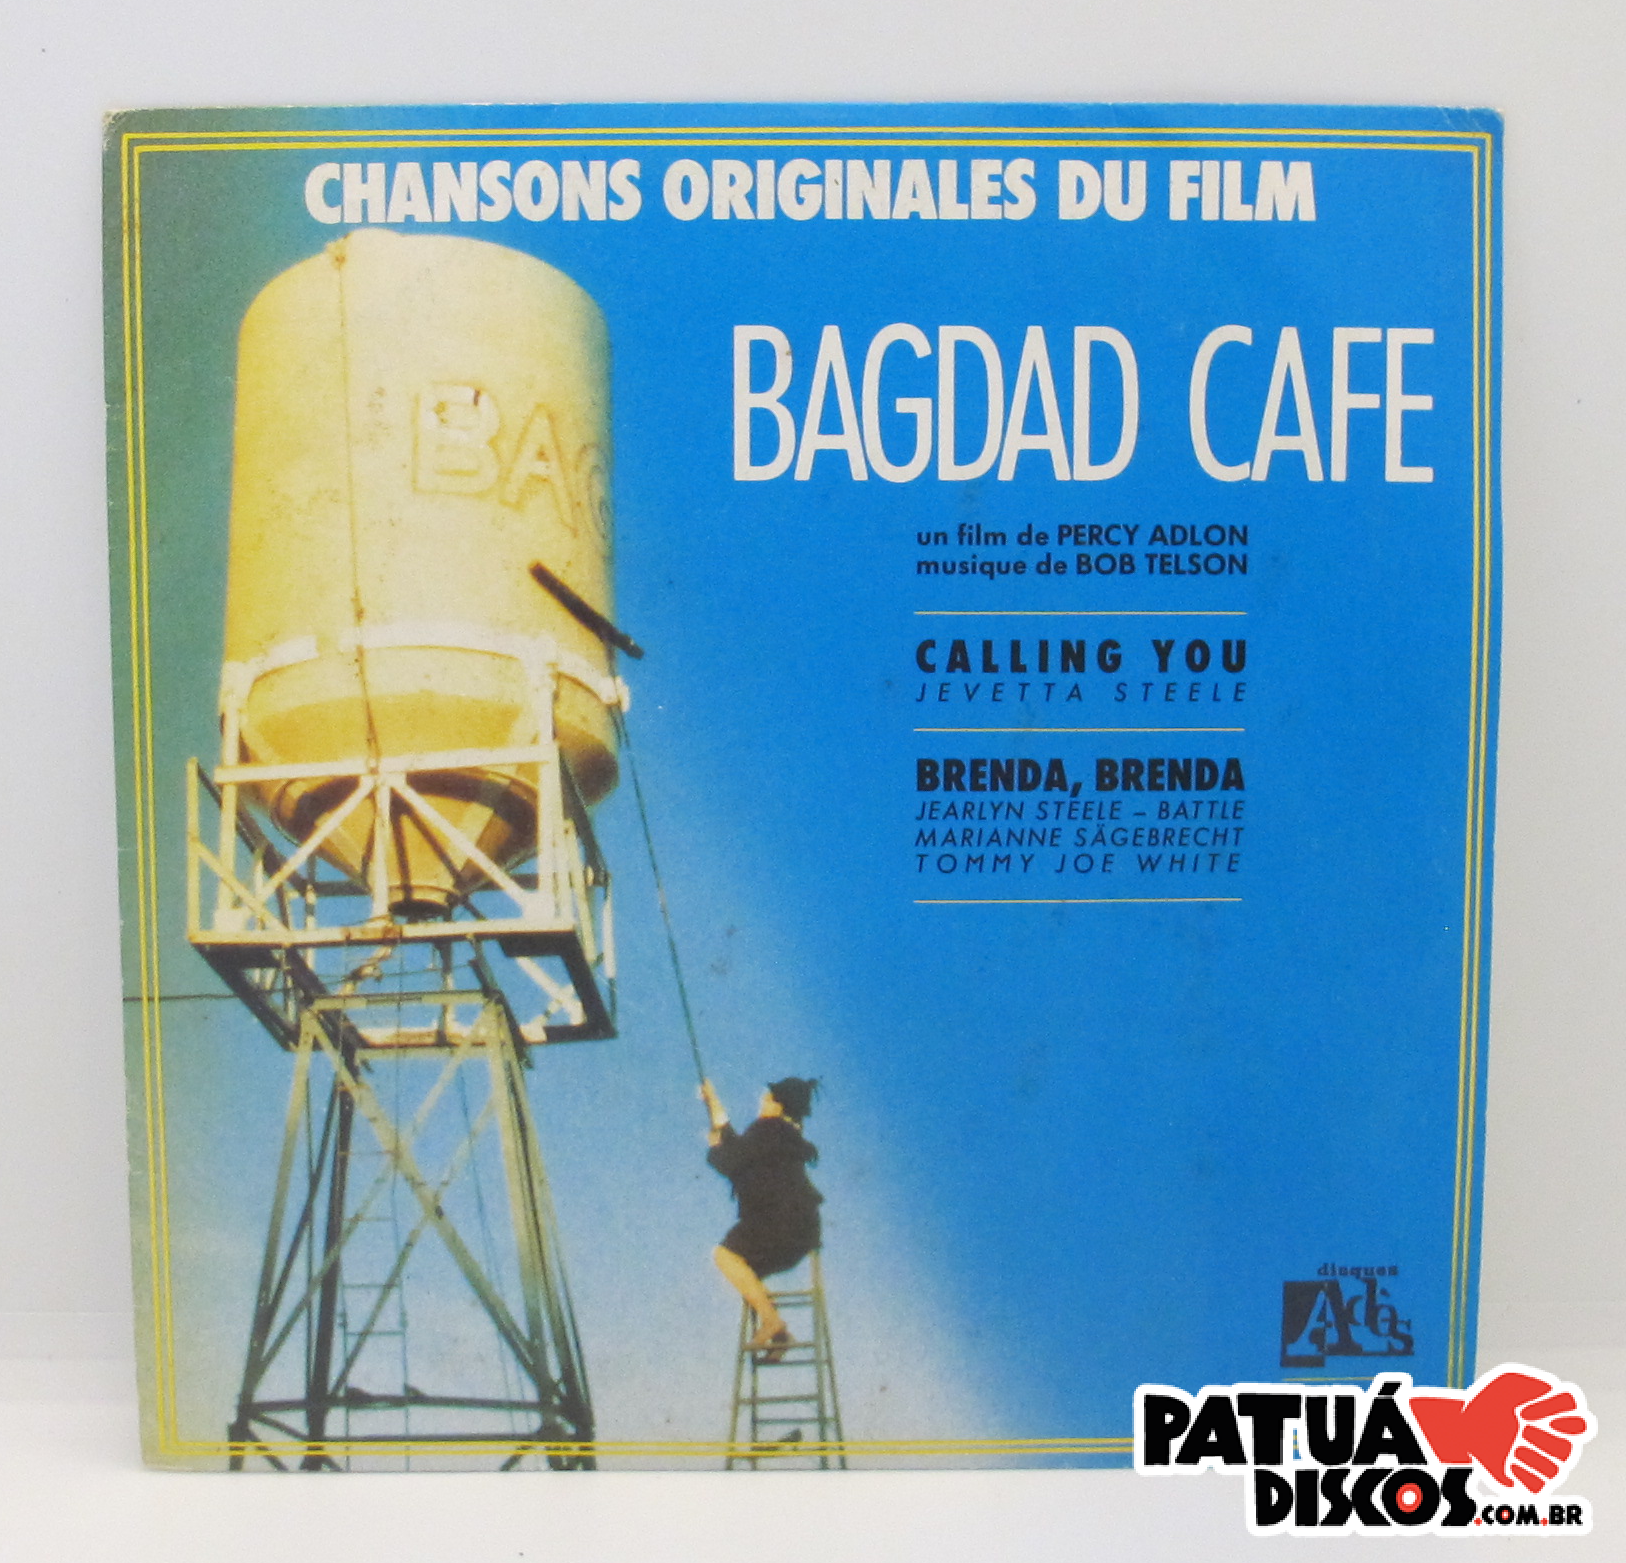 CHANSONS ORIGINALES DU FILM
BAGDAD CAFE
BAG
un film de PERCY ADLON
musique de BOB TELSON
CALLING YOU
JEVETTA STEELE
BRENDA, BRENDA
JEARLYN STEELE – BATTLE
MARIANNE SÄGEBRECHT
TOMMY JOE WHITE
disques
Adès
PATUÁ
DISCOS.COM.BR